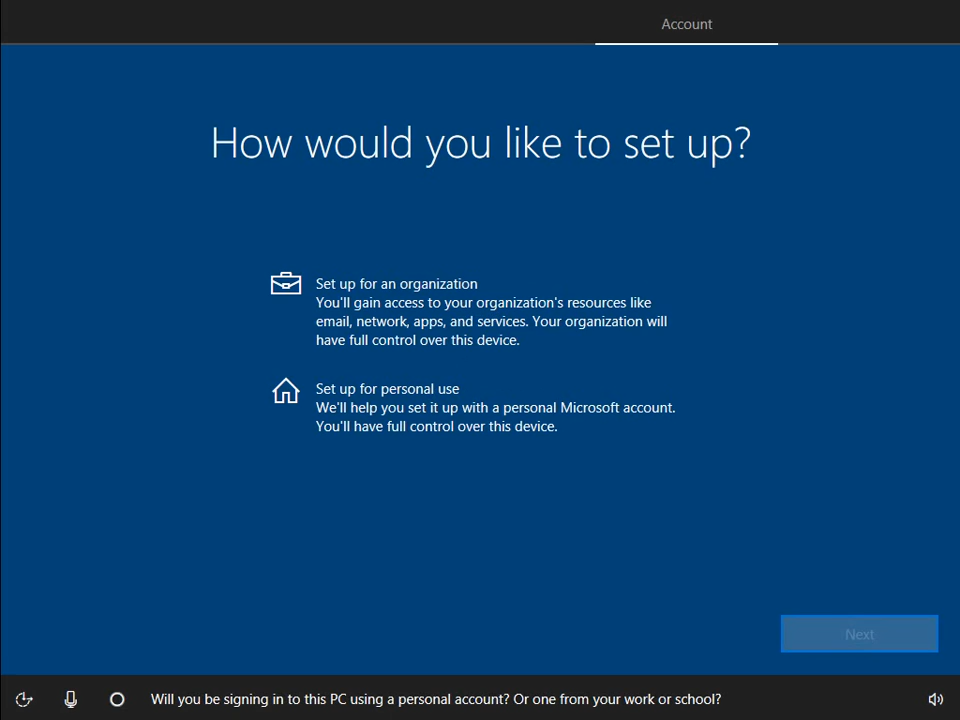 Account
How would you like to set up?
Set up for an organization
You'll gain access to your organization's resources like
email, network, apps, and services. Your organization will
have full control over this device.
Set up for personal use
We'll help you set it up with a personal Microsoft account.
You'll have full control over this device.
Next
Will you be signing in to this PC using a personal account? Or one from your work or school?